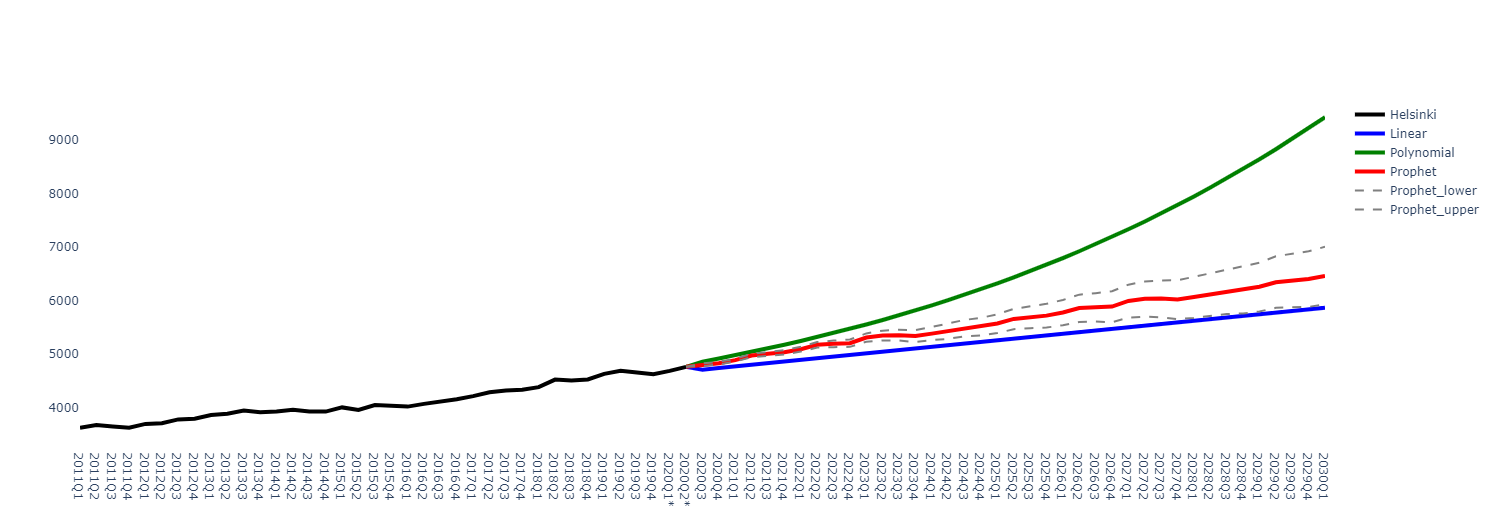 9000
8000
7000
6000
5000
4000
2011Q1
2011Q2
2011Q3
2011Q4
2012Q1
2012Q2
2012Q3
2012Q4
2013Q1
2013Q2
2013Q3
2013Q4
2014Q1
2014Q2
2014Q3
2014Q4
2015Q1
2015Q2
2015Q3
2015Q4
2016Q1
2016Q2
2016Q3
2016Q4
2017Q1
2017Q2
2017Q3
2017Q4
2018Q1
2018Q2
2018Q3
2018Q4
2019Q1
2019Q2
2019Q3
2019Q4
2020Q1*
2020Q2*
2020Q3
2020Q4
2021Q1
2021Q2
2021Q3
2021Q4
2022Q1
2022Q2
2022Q3
2022Q4
2023Q1
2023Q2
2023Q3
2023Q4
2024Q1
2024Q2
2024Q3
2024Q4
2025Q1
2025Q2
2025Q3
2025Q4
2026Q1
2026Q2
2026Q3
2026Q4
2027Q1
2027Q2
2027Q3
2027Q4
2028Q1
2028Q2
2028Q3
2028Q4
2029Q1
2029Q2
2029Q3
2029Q4
2030Q1
Helsinki
Linear
Polynomial
Prophet
Prophet_lower
Prophet_upper